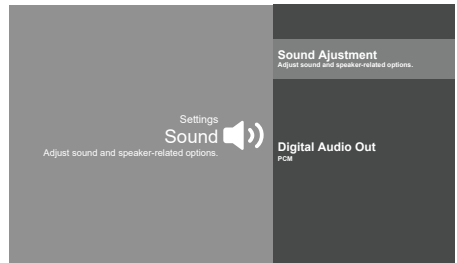 Settings
Sound
Adjust sound and speaker-related options.
Sound Ajustment
Adjust sound and speaker-related options.
Digital Audio Out
PCM